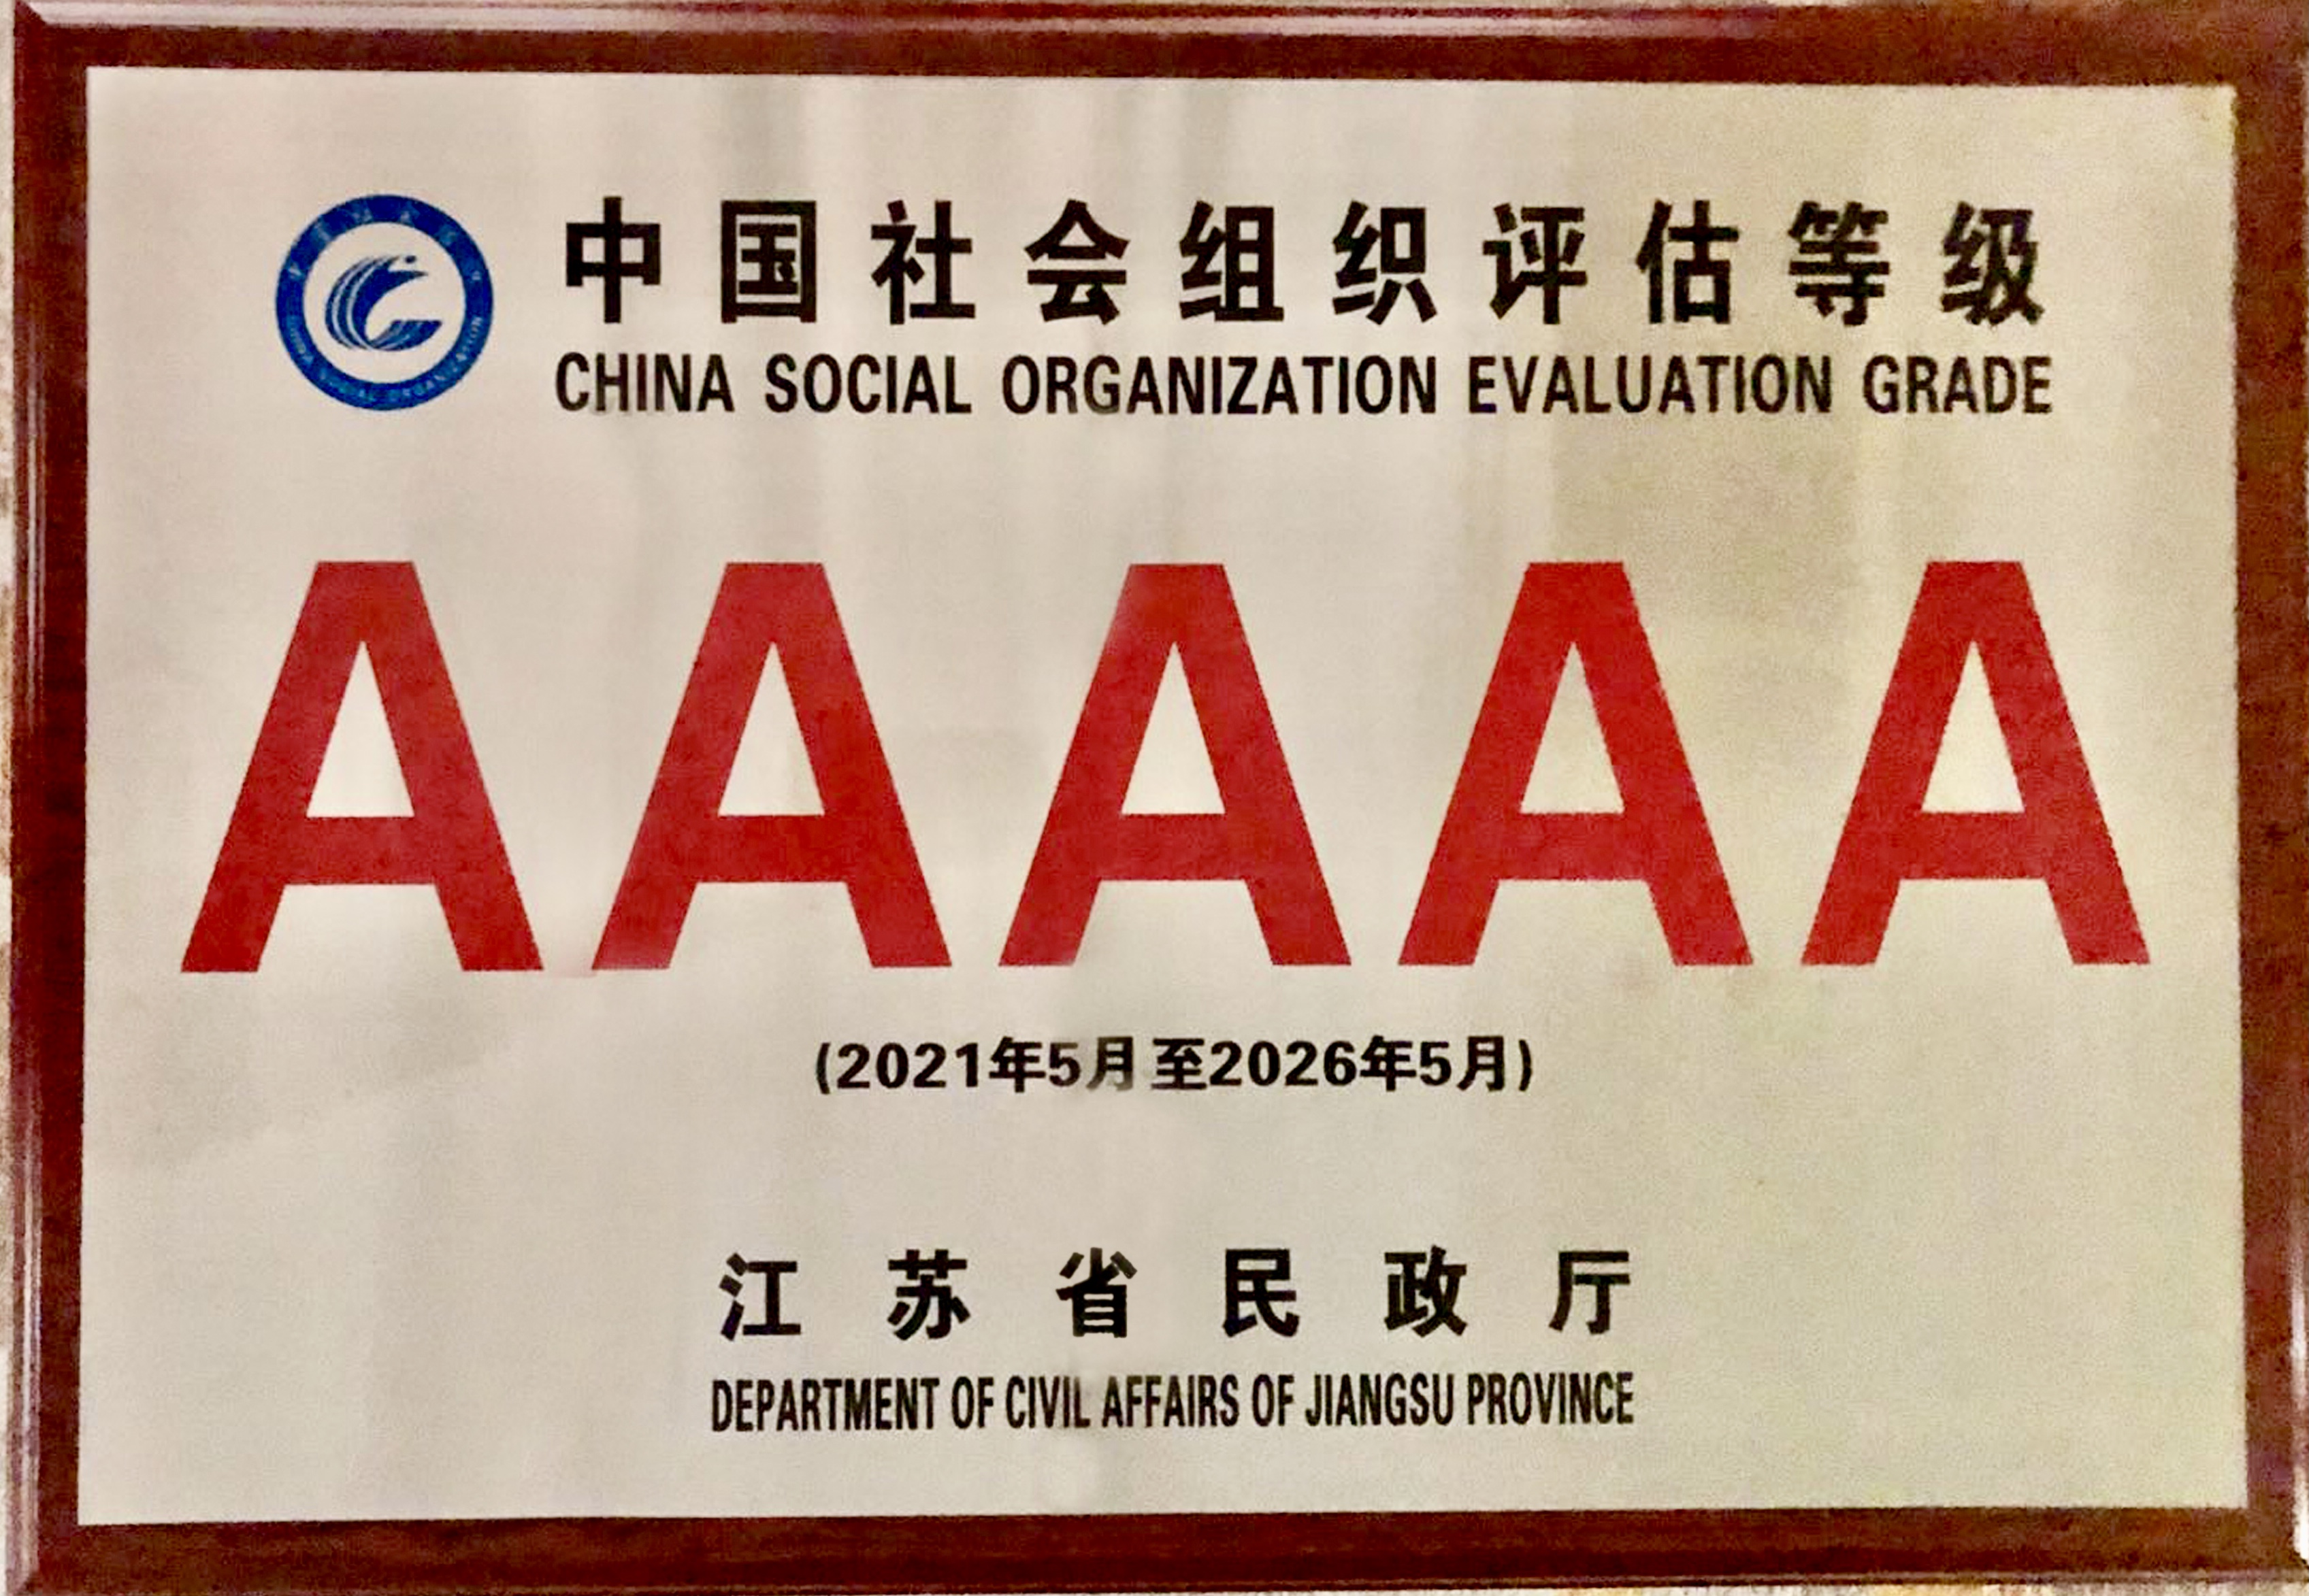 中国社会组织评估等级
CHINA SOCIAL ORGANIZATION EVALUATION GRADE
AAAAA
(2021年5月至2026年5月)
江苏省民政厅
DEPARTMENT OF CIVIL AFFAIRS OF JIANGSU PROVINCE